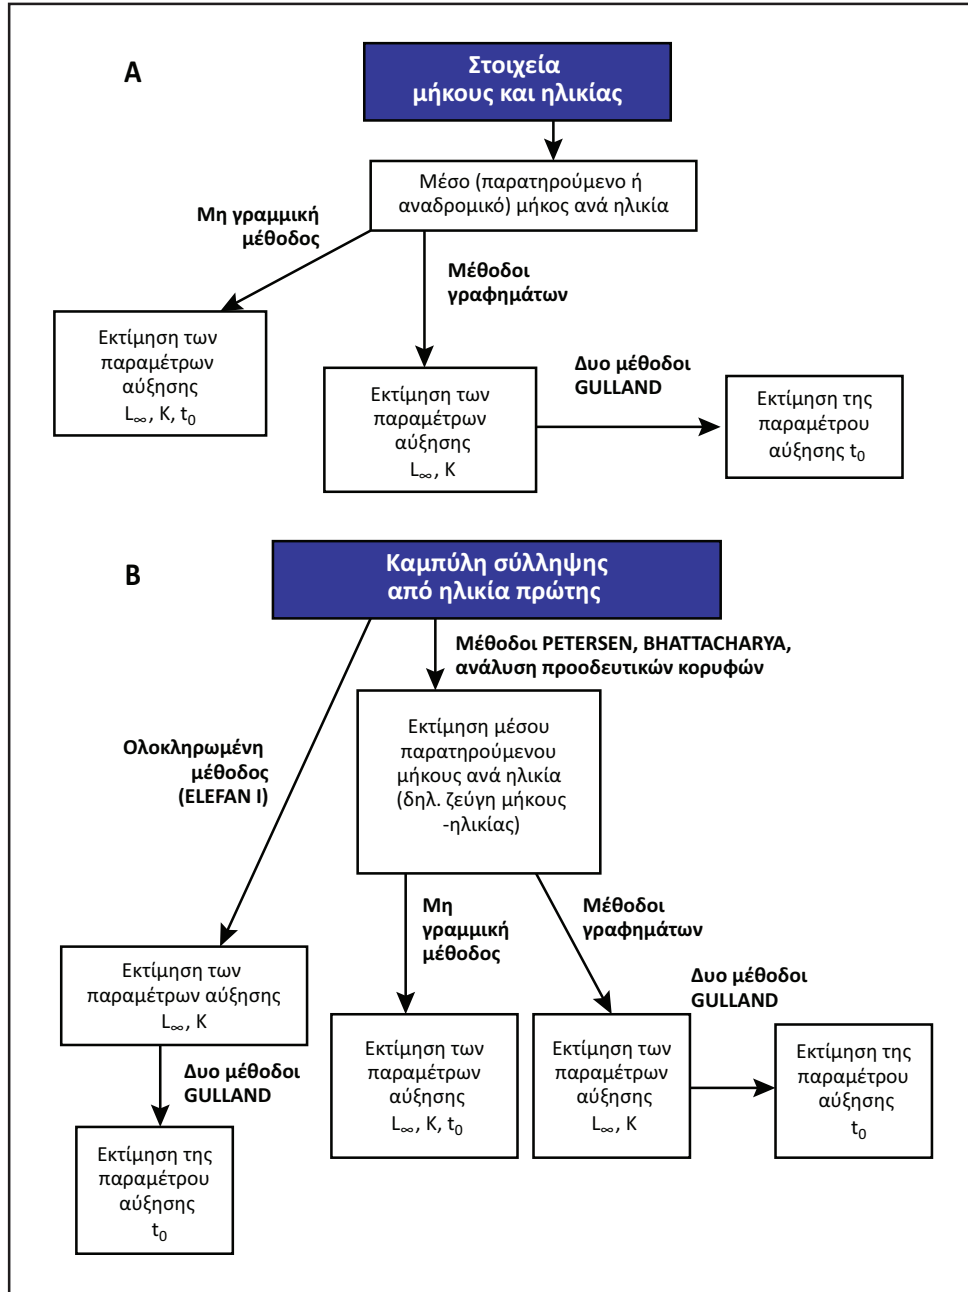 A
Στοιχεία
μήκους και ηλικίας
Μέσο (παρατηρούμενο ή
αναδρομικό) μήκος ανά ηλικία
Μη γραμμική
μέθοδος
Μέθοδοι
γραφημάτων
Εκτίμηση των
παραμέτρων
αύξησης
L∞, K, t₀
Εκτίμηση των
παραμέτρων
αύξησης
L∞, K
Δυο μέθοδοι
GULLAND
Εκτίμηση της
παραμέτρου
αύξησης t₀
B
Καμπύλη σύλληψης
από ηλικία πρώτης
Μέθοδοι PETERSEN, BHATTACHARYA,
ανάλυση προοδευτικών κορυφών
Ολοκληρωμένη
μέθοδος
(ELEFAN I)
Εκτίμηση μέσου
παρατηρούμενου
μήκους ανά ηλικία
(δηλ. ζεύγη μήκους
-ηλικίας)
Μη
γραμμική
μέθοδος
Μέθοδοι
γραφημάτων
Εκτίμηση των
παραμέτρων αύξησης
L∞, K
Δυο μέθοδοι
GULLAND
Εκτίμηση της
παραμέτρου
αύξησης
t₀
Εκτίμηση των
παραμέτρων
αύξησης
L∞, K, t₀
Εκτίμηση των
παραμέτρων
αύξησης
L∞, K
Δυο μέθοδοι
GULLAND
Εκτίμηση της
παραμέτρου
αύξησης
t₀